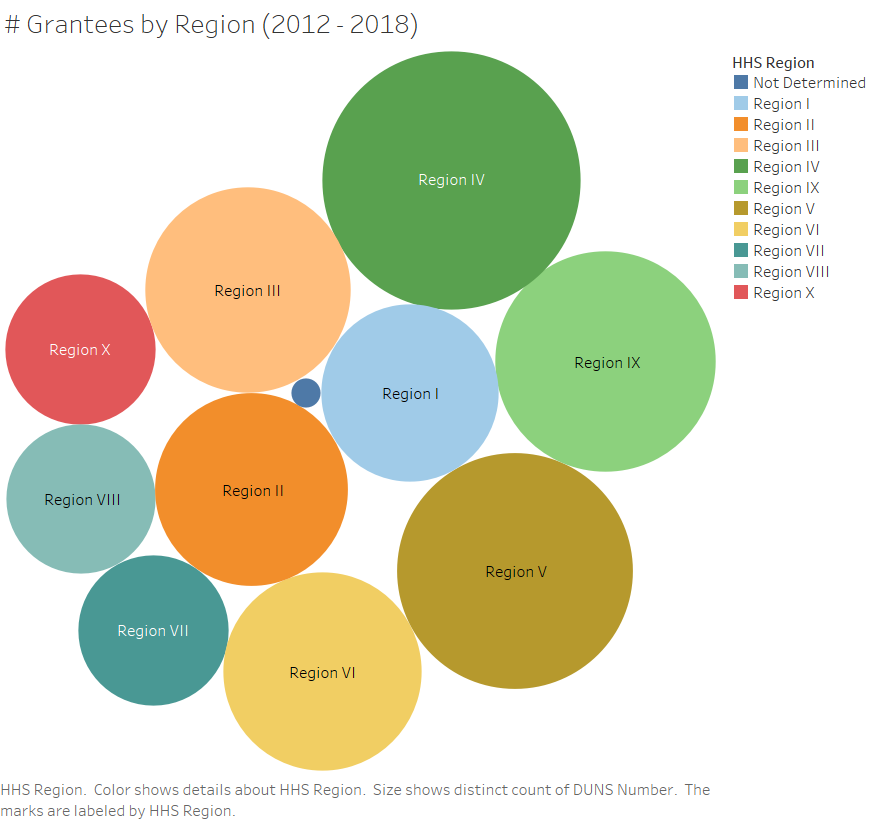 # Grantees by Region (2012 - 2018)
HHS Region
Not Determined
Region I
Region II
Region III
Region IV
Region IX
Region V
Region VI
Region VII
Region VIII
Region X
Region IV
Region III
Region X
Region IX
Region I
Region II
Region VIII
Region V
Region VII
Region VI
HHS Region.  Color shows details about HHS Region.  Size shows distinct count of DUNS Number.  The
marks are labeled by HHS Region.